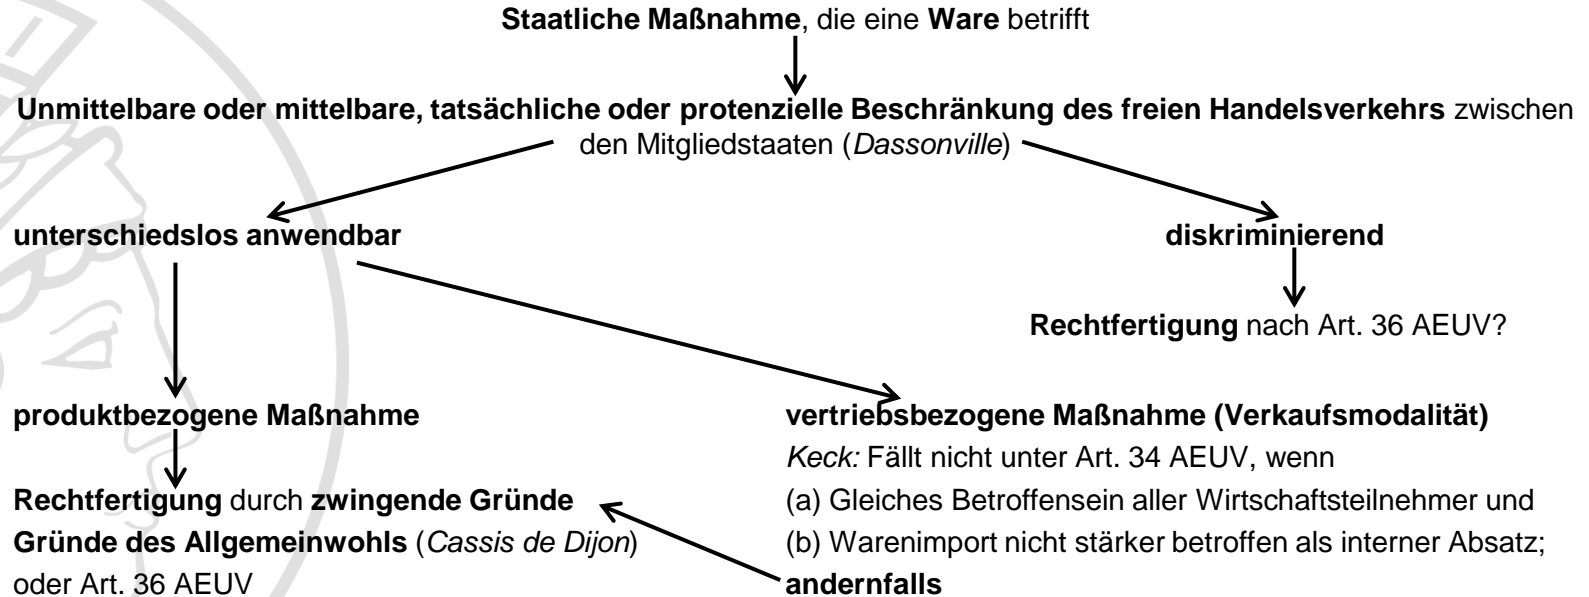 Staatliche Maßnahme, die eine Ware betrifft
Unmittelbare oder mittelbare, tatsächliche oder protenzielle Beschränkung des freien Handelsverkehrs zwischen
den Mitgliedstaaten (Dassonville)
unterschiedslos anwendbar
diskriminierend
Rechtfertigung nach Art. 36 AEUV?
produktbezogene Maßnahme
Rechtfertigung durch zwingende Gründe
Gründe des Allgemeinwohls (Cassis de Dijon)
oder Art. 36 AEUV
vertriebsbezogene Maßnahme (Verkaufsmodalität)
Keck: Fällt nicht unter Art. 34 AEUV, wenn
(a) Gleiches Betroffensein aller Wirtschaftsteilnehmer und
(b) Warenimport nicht stärker betroffen als interner Absatz;
andernfalls